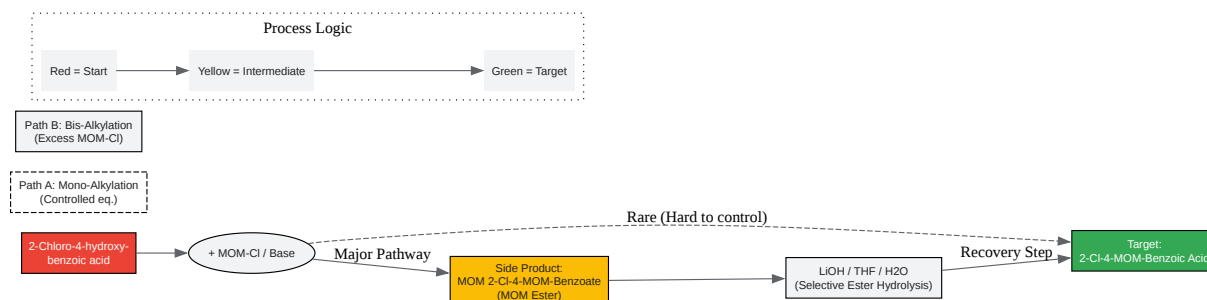 Process Logic
Red = Start
Yellow = Intermediate
Green = Target
Path B: Bis-Alkylation
(Excess MOM-Cl)
Path A: Mono-Alkylation
(Controlled eq.)
2-Chloro-4-hydroxy-
benzoic acid
+ MOM-Cl / Base
Rare (Hard to control)
Major Pathway
Side Product:
MOM 2-Cl-4-MOM-Benzoate
(MOM Ester)
LiOH / THF / H2O
(Selective Ester Hydrolysis)
Recovery Step
Target:
2-Cl-4-MOM-Benzoic Acid